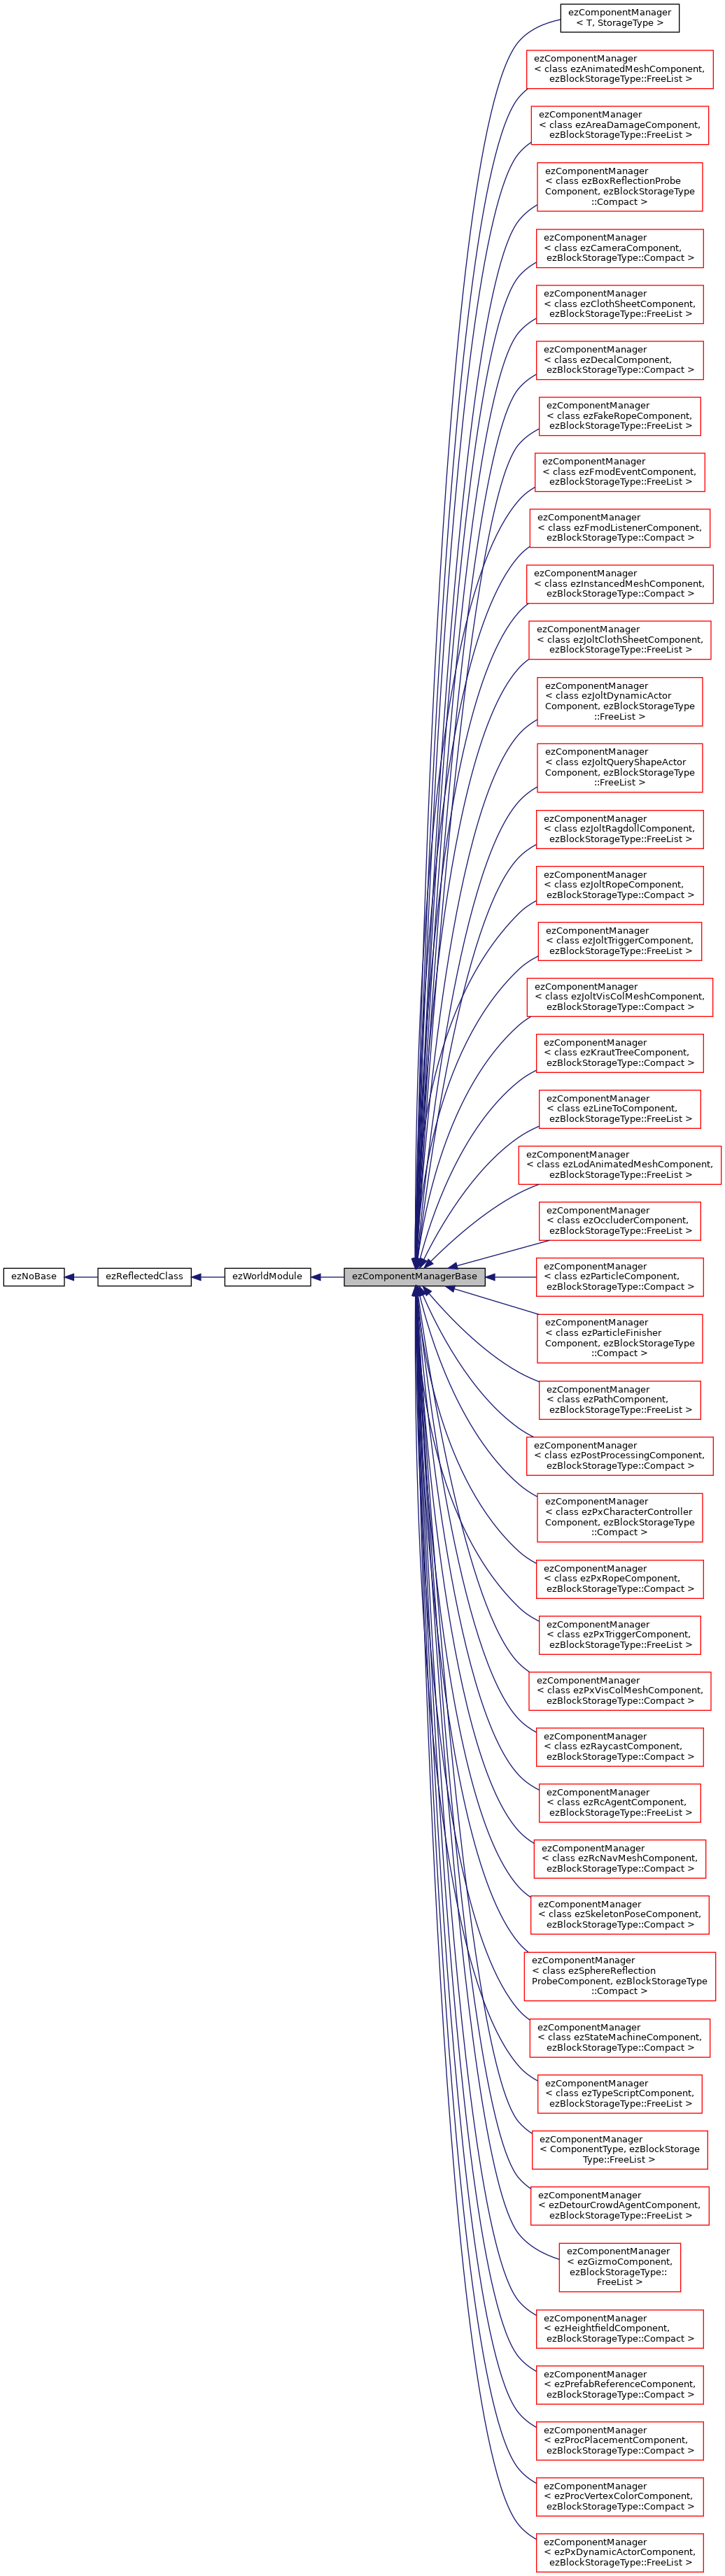 ezComponentManager
< T, StorageType >
ezComponentManager
< class ezAnimatedMeshComponent,
ezBlockStorageType::FreeList >
ezComponentManager
< class ezAreaDamageComponent,
ezBlockStorageType::FreeList >
ezComponentManager
< class ezBoxReflectionProbe
Component, ezBlockStorageType
::Compact >
ezComponentManager
< class ezCameraComponent,
ezBlockStorageType::Compact >
ezComponentManager
< class ezClothSheetComponent,
ezBlockStorageType::FreeList >
ezComponentManager
< class ezDecalComponent,
ezBlockStorageType::Compact >
ezComponentManager
< class ezFakeRopeComponent,
ezBlockStorageType::FreeList >
ezComponentManager
< class ezFmodEventComponent,
ezBlockStorageType::FreeList >
ezComponentManager
< class ezFmodListenerComponent,
ezBlockStorageType::Compact >
ezComponentManager
< class ezInstancedMeshComponent,
ezBlockStorageType::Compact >
ezComponentManager
< class ezJoltClothSheetComponent,
ezBlockStorageType::FreeList >
ezComponentManager
< class ezJoltDynamicActor
Component, ezBlockStorageType
::FreeList >
ezComponentManager
< class ezJoltQueryShapeActor
Component, ezBlockStorageType
::FreeList >
ezComponentManager
< class ezJoltRagdollComponent,
ezBlockStorageType::FreeList >
ezComponentManager
< class ezJoltRopeComponent,
ezBlockStorageType::Compact >
ezComponentManager
< class ezJoltTriggerComponent,
ezBlockStorageType::FreeList >
ezComponentManager
< class ezJoltVisColMeshComponent,
ezBlockStorageType::Compact >
ezComponentManager
< class ezKrautTreeComponent,
ezBlockStorageType::Compact >
ezComponentManager
< class ezLineToComponent,
ezBlockStorageType::FreeList >
ezComponentManager
< class ezLodAnimatedMeshComponent,
ezBlockStorageType::FreeList >
ezComponentManager
< class ezOccluderComponent,
ezBlockStorageType::FreeList >
ezNoBase
ezReflectedClass
ezWorldModule
ezComponentManagerBase
ezComponentManager
< class ezParticleComponent,
ezBlockStorageType::Compact >
ezComponentManager
< class ezParticleFinisher
Component, ezBlockStorageType
::Compact >
ezComponentManager
< class ezPathComponent,
ezBlockStorageType::FreeList >
ezComponentManager
< class ezPostProcessingComponent,
ezBlockStorageType::Compact >
ezComponentManager
< class ezPxCharacterController
Component, ezBlockStorageType
::Compact >
ezComponentManager
< class ezPxRopeComponent,
ezBlockStorageType::Compact >
ezComponentManager
< class ezPxTriggerComponent,
ezBlockStorageType::FreeList >
ezComponentManager
< class ezPxVisColMeshComponent,
ezBlockStorageType::Compact >
ezComponentManager
< class ezRaycastComponent,
ezBlockStorageType::Compact >
ezComponentManager
< class ezRcAgentComponent,
ezBlockStorageType::FreeList >
ezComponentManager
< class ezRcNavMeshComponent,
ezBlockStorageType::Compact >
ezComponentManager
< class ezSkeletonPoseComponent,
ezBlockStorageType::Compact >
ezComponentManager
< class ezSphereReflection
ProbeComponent, ezBlockStorageType
::Compact >
ezComponentManager
< class ezStateMachineComponent,
ezBlockStorageType::Compact >
ezComponentManager
< class ezTypeScriptComponent,
ezBlockStorageType::FreeList >
ezComponentManager
< ComponentType, ezBlockStorage
Type::FreeList >
ezComponentManager
< ezDetourCrowdAgentComponent,
ezBlockStorageType::FreeList >
ezComponentManager
< ezGizmoComponent,
ezBlockStorageType::
FreeList >
ezComponentManager
< ezHeightfieldComponent,
ezBlockStorageType::Compact >
ezComponentManager
< ezPrefabReferenceComponent,
ezBlockStorageType::Compact >
ezComponentManager
< ezProcPlacementComponent,
ezBlockStorageType::Compact >
ezComponentManager
< ezProcVertexColorComponent,
ezBlockStorageType::Compact >
ezComponentManager
< ezPxDynamicActorComponent,
ezBlockStorageType::FreeList >